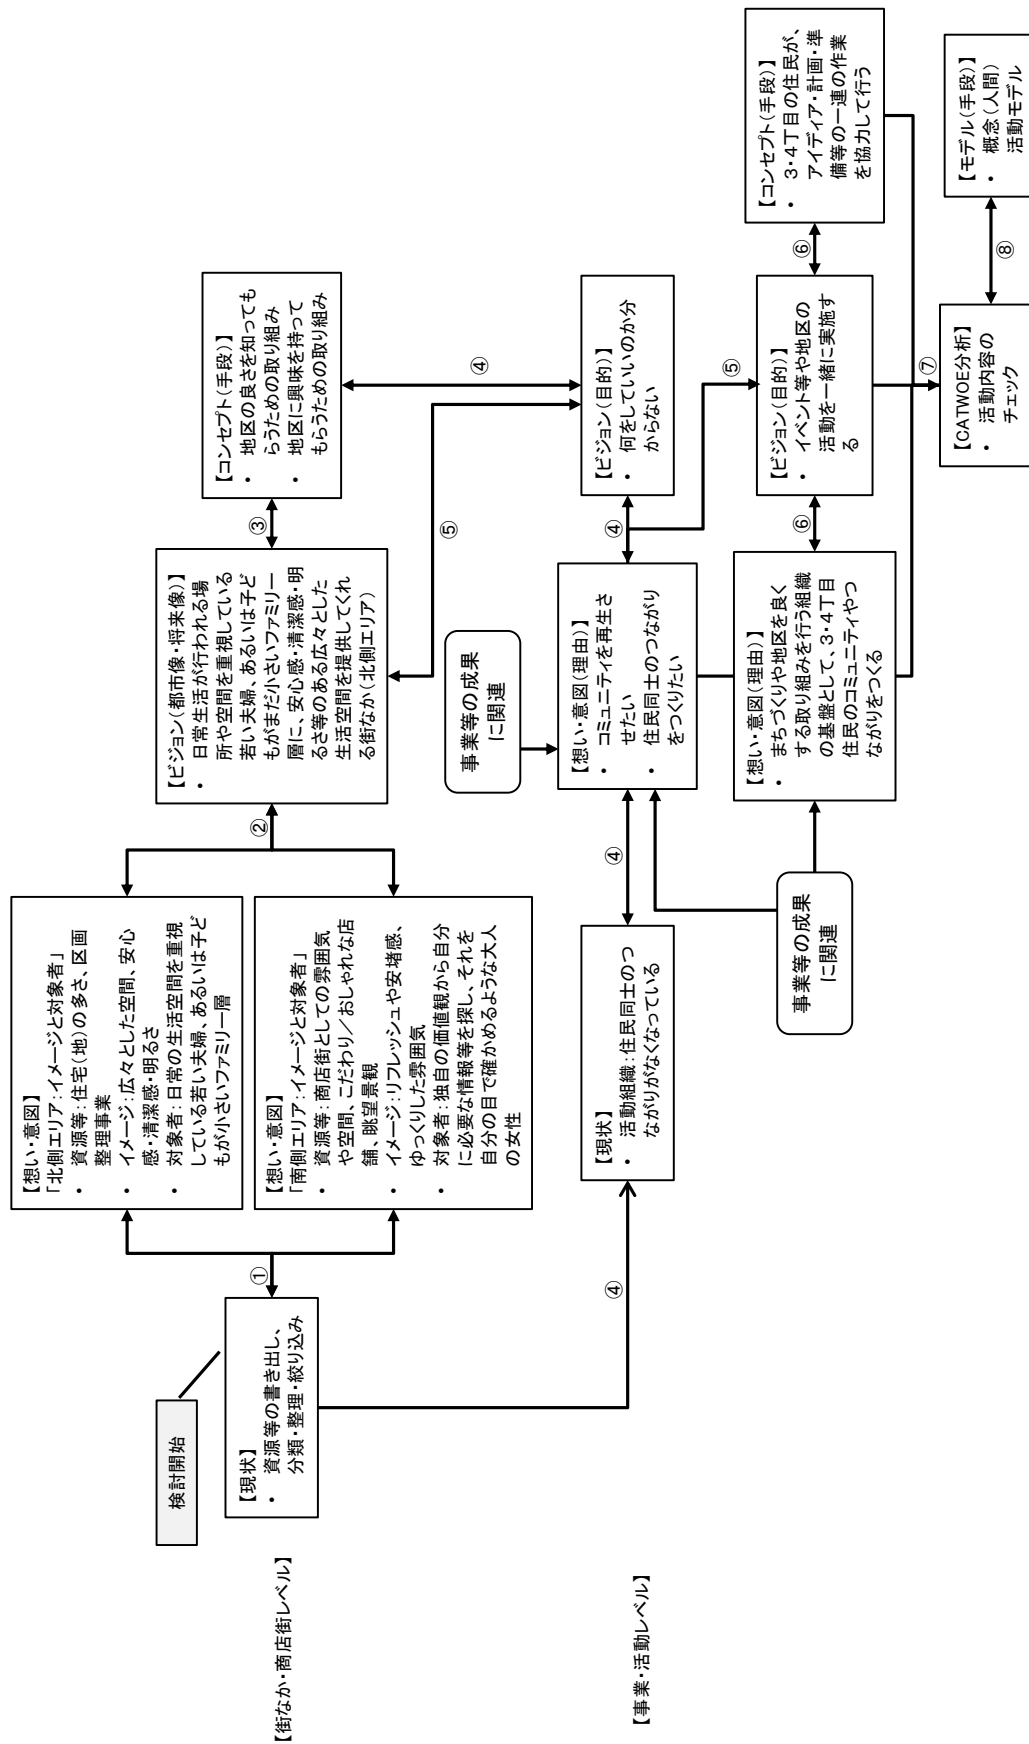 検討開始
【街なか・商店街レベル】
【現状】
• 資源等の書き出し、
分類・整理・絞り込み
①
【想い・意図】
「北側エリア：イメージと対象者」
• 資源等：住宅（地）の多さ、区画
整理事業
• イメージ：広々とした空間、安心
感・清潔感・明るさ
• 対象者：日常の生活空間を重視
している若い夫婦、あるいは子ど
もが小さいファミリー層
【想い・意図】
「南側エリア：イメージと対象者」
• 資源等：商店街としての雰囲気
や空間、こだわり／おしゃれな店
舗、眺望景観
• イメージ：リフレッシュや安堵感、
ゆっくりした雰囲気
• 対象者：独自の価値観から自分
に必要な情報等を探し、それを
自分の目で確かめるような大人
の女性
②
【ビジョン（都市像・将来像）】
• 日常生活が行われる場
所や空間を重視している
若い夫婦、あるいは子ど
もがまだ小さいファミリー
層に、安心感・清潔感・明
るさ等のある広々とした
生活空間を提供してくれ
る街なか（北側エリア）
③
【コンセプト（手段）】
• 地区の良さを知っても
らうための取り組み
• 地区に興味を持って
もらうための取り組み
④
⑤
【事業・活動レベル】
④
【現状】
• 活動組織：住民同士のつ
ながりがなくなっている
④
事業等の成果
に関連
【想い・意図（理由）】
• コミュニティを再生さ
せたい
• 住民同士のつながり
をつくりたい
④
【ビジョン（目的）】
• 何をしていいのか分
からない
⑤
事業等の成果
に関連
【想い・意図（理由）】
• まちづくりや地区を良く
する取り組みを行う組織
の基盤として、3・4丁目
住民のコミュニティやつ
ながりをつくる
⑥
【ビジョン（目的）】
• イベント等や地区の
活動を一緒に実施す
る
⑥
【コンセプト（手段）】
• 3・4丁目の住民が、
アイディア・計画・準
備等の一連の作業
を協力して行う
⑦
【CATWOE分析】
• 活動内容の
チェック
⑧
【モデル（手段）】
• 概念（人間）
活動モデル